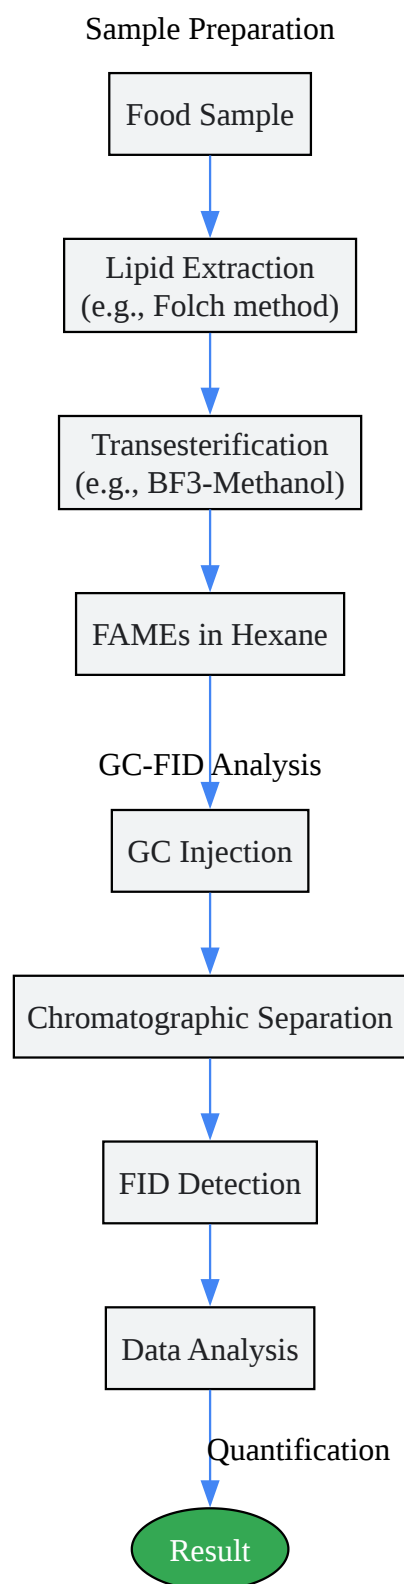 Sample Preparation
Food Sample
Lipid Extraction
(e.g., Folch method)
Transesterification
(e.g., BF3-Methanol)
FAMEs in Hexane
GC-FID Analysis
GC Injection
Chromatographic Separation
FID Detection
Data Analysis
Quantification
Result